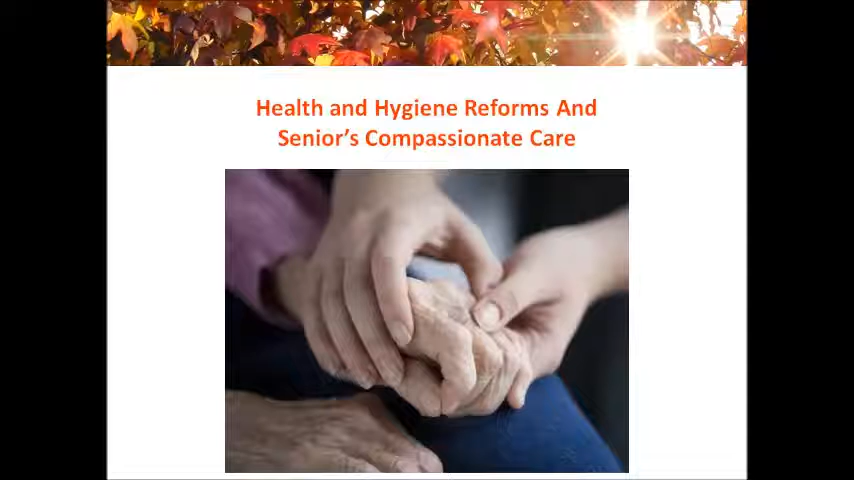 Health and Hygiene Reforms And
Senior's Compassionate Care